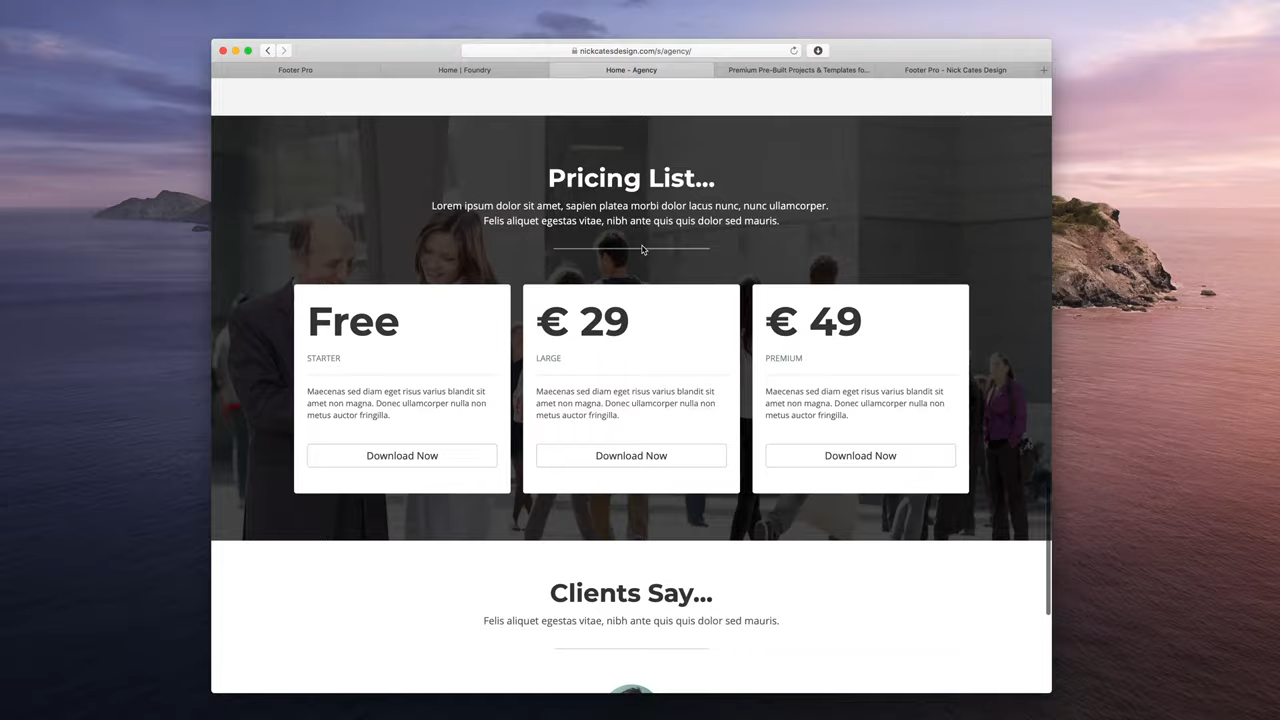 nickcatesdesign.com/s/agency/
Footer Pro
Home | Foundry
Home - Agency
Premium Pre-Built Projects & Templates fo...
Footer Pro - Nick Cates Design
Pricing List...
Lorem ipsum dolor sit amet, sapien platea morbi dolor lacus nunc, nunc ullamcorper.
Felis aliquet egestas vitae, nibh ante quis quis dolor sed mauris.
Free
STARTER
Maecenas sed diam eget risus varius blandit sit
amet non magna. Donec ullamcorper nulla non
metus auctor fringilla.
Download Now
€ 29
LARGE
Maecenas sed diam eget risus varius blandit sit
amet non magna. Donec ullamcorper nulla non
metus auctor fringilla.
Download Now
€ 49
PREMIUM
Maecenas sed diam eget risus varius blandit sit
amet non magna. Donec ullamcorper nulla non
metus auctor fringilla.
Download Now
Clients Say...
Felis aliquet egestas vitae, nibh ante quis quis dolor sed mauris.